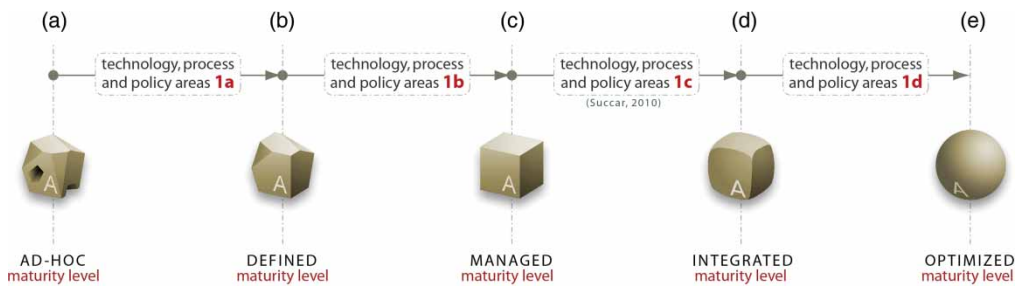 (a)
(b)
(c)
(d)
(e)
technology, process
and policy areas 1a
technology, process
and policy areas 1b
technology, process
and policy areas 1c
(Succar, 2010)
technology, process
and policy areas 1d
A
A
A
A
A
AD-HOC
maturity level
DEFINED
maturity level
MANAGED
maturity level
INTEGRATED
maturity level
OPTIMIZED
maturity level